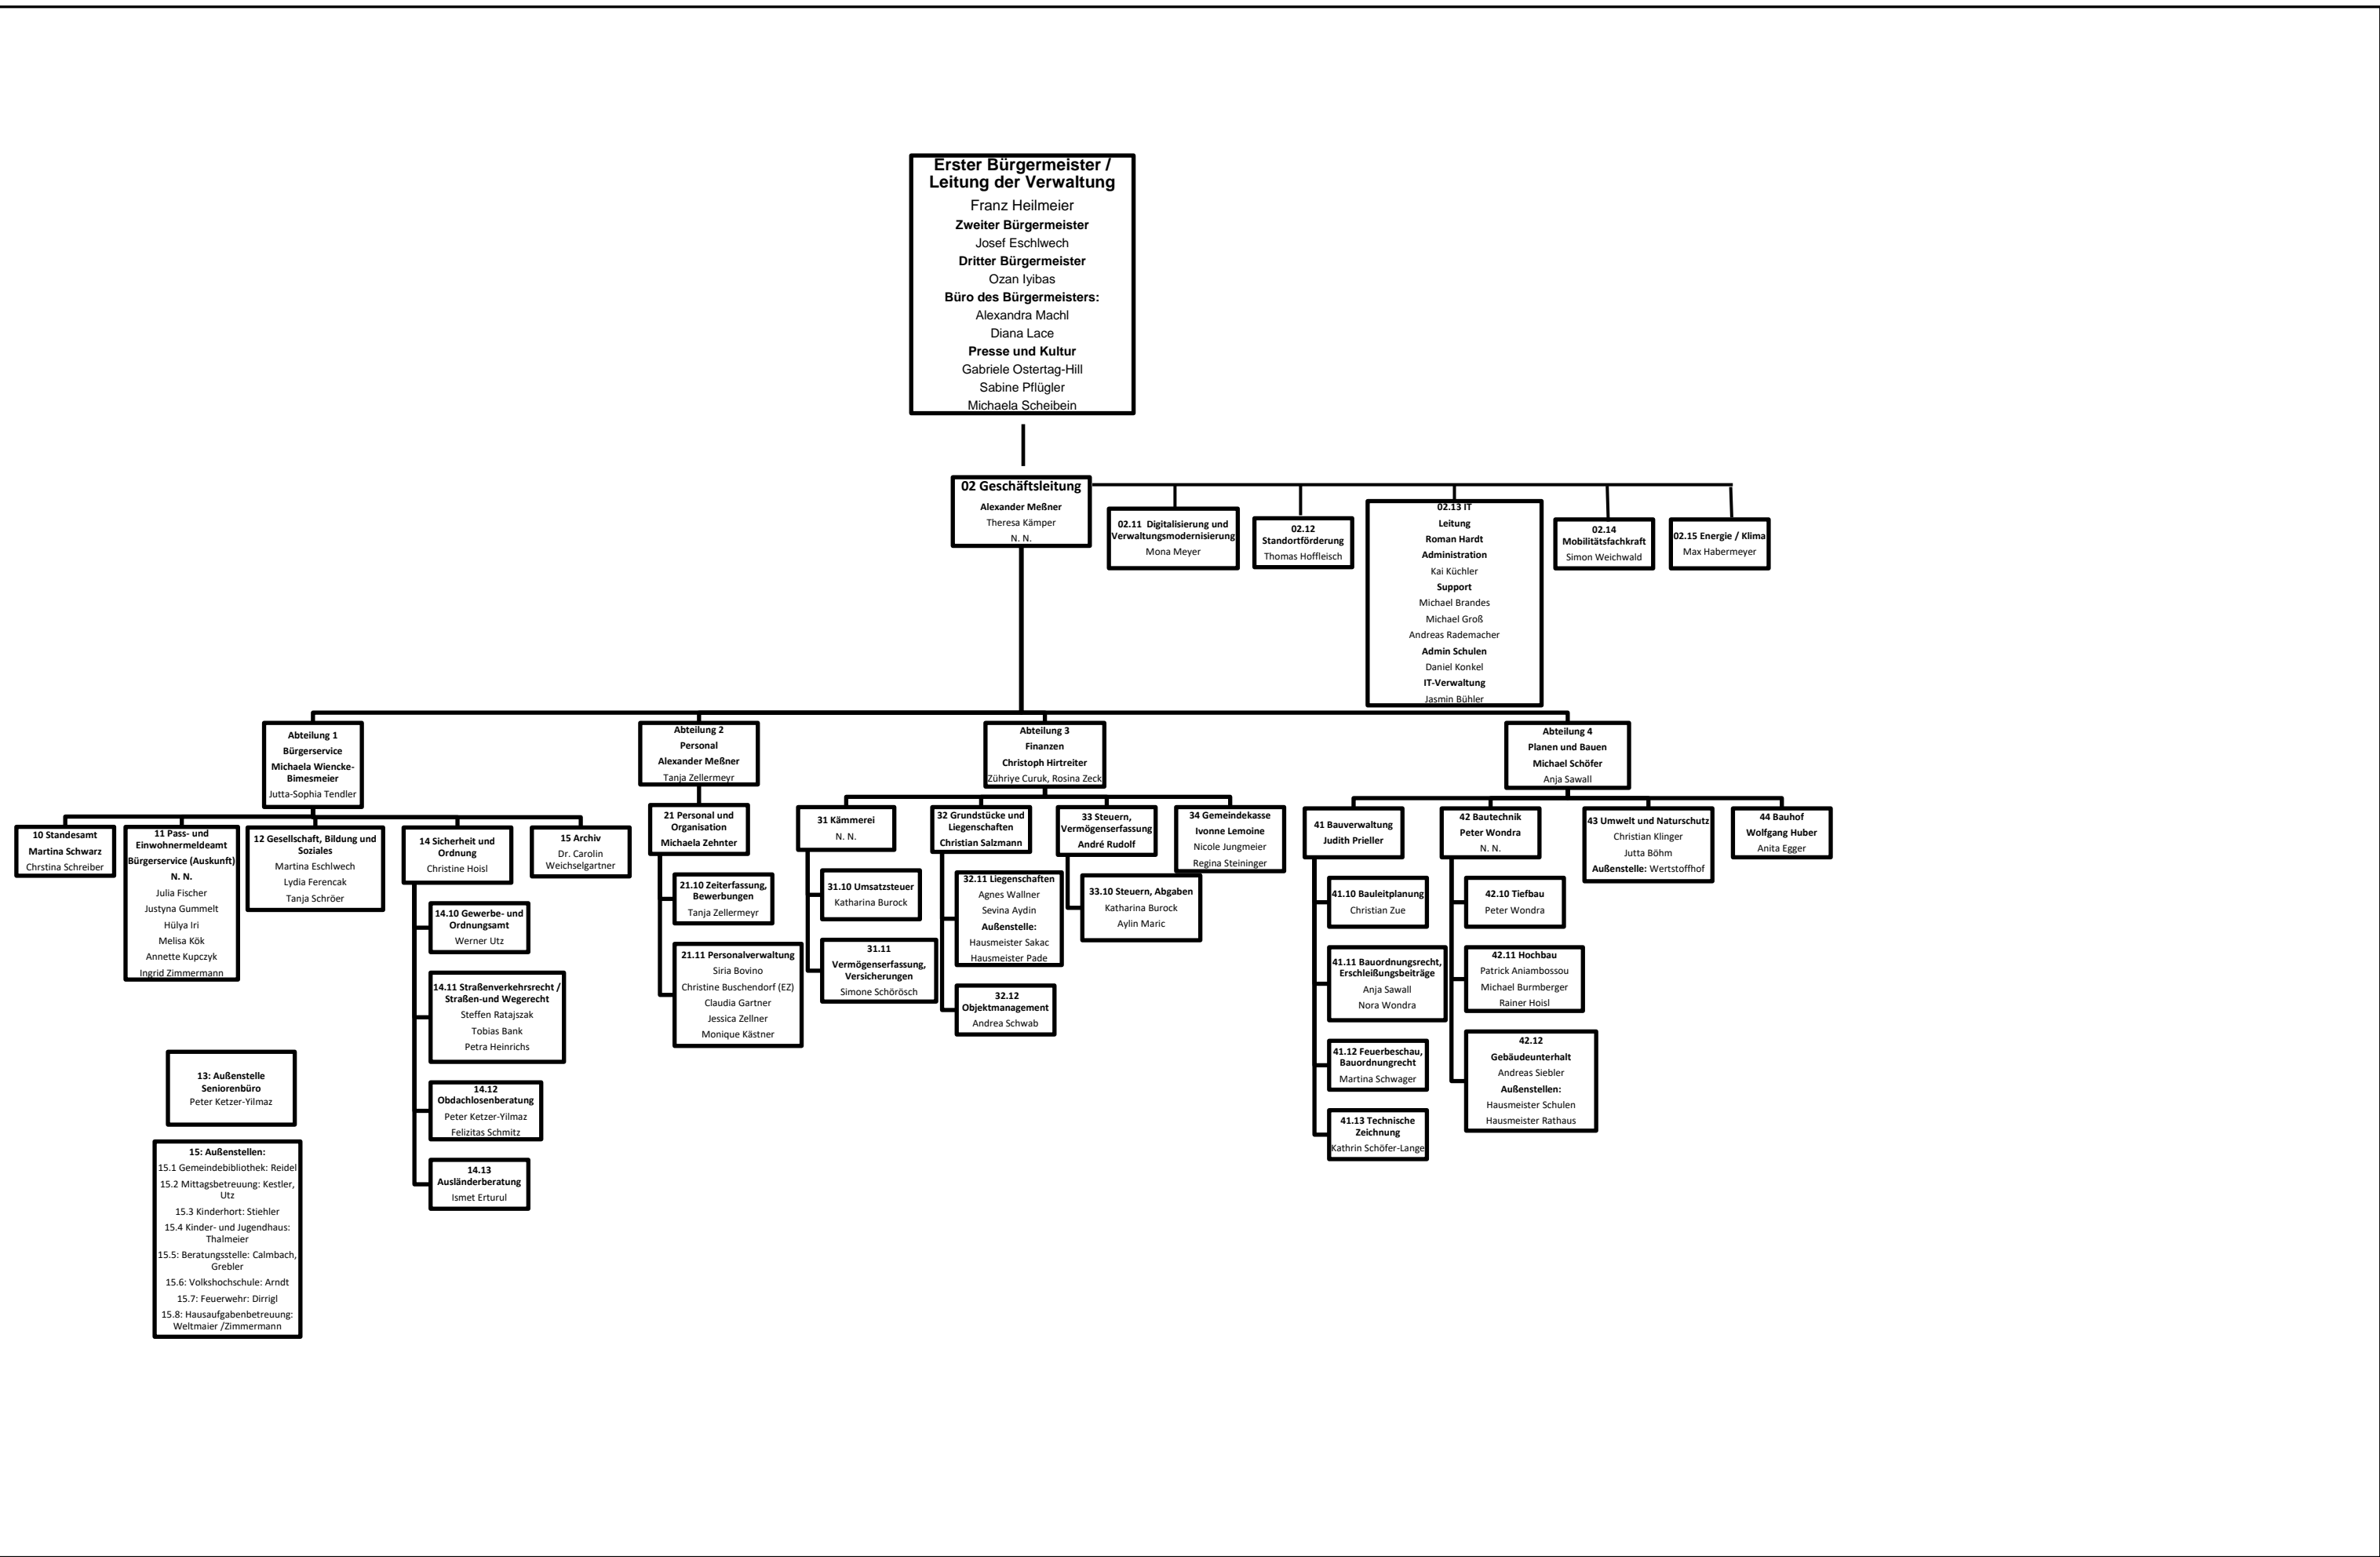 Erster Bürgermeister /
Leitung der Verwaltung
Franz Heilmeier
Zweiter Bürgermeister
Josef Eschlwech
Dritter Bürgermeister
Ozan Iyibas
Büro des Bürgermeisters:
Alexandra Machl
Diana Lace
Presse und Kultur
Gabriele Ostertag-Hill
Sabine Pflügler
Michaela Scheibein
02 Geschäftsleitung
Alexander Meßner
Theresa Kämper
N. N.
02.11 Digitalisierung und
Verwaltungsmodernisierung
Mona Meyer
02.12
Standortförderung
Thomas Hoffleisch
02.13 IT
Leitung
Roman Hardt
Administration
Kai Küchler
Support
Michael Brandes
Michael Groß
Andreas Rademacher
Admin Schulen
Daniel Konkel
IT-Verwaltung
Jasmin Bühler
02.14
Mobilitätsfachkraft
Simon Weichwald
02.15 Energie / Klima
Max Habermeyer
Abteilung 1
Bürgerservice
Michaela Wiencke-
Bimesmeier
Jutta-Sophia Tendler
Abteilung 2
Personal
Alexander Meßner
Tanja Zellermeyr
Abteilung 3
Finanzen
Christoph Hirtreiter
Zühriye Curuk, Rosina Zeck
Abteilung 4
Planen und Bauen
Michael Schöfer
Anja Sawall
10 Standesamt
Martina Schwarz
Chrstina Schreiber
11 Pass- und
Einwohnermeldeamt
Bürgerservice (Auskunft)
N. N.
Julia Fischer
Justyna Gummelt
Hülya Iri
Melisa Kök
Annette Kupczyk
Ingrid Zimmermann
12 Gesellschaft, Bildung und
Soziales
Martina Eschlwech
Lydia Ferencak
Tanja Schröer
14 Sicherheit und
Ordnung
Christine Hoisl
15 Archiv
Dr. Carolin
Weichselgartner
14.10 Gewerbe- und
Ordnungsamt
Werner Utz
14.11 Straßenverkehrsrecht /
Straßen-und Wegerecht
Steffen Ratajszak
Tobias Bank
Petra Heinrichs
14.12
Obdachlosenberatung
Peter Ketzer-Yilmaz
Felizitas Schmitz
14.13
Ausländerberatung
Ismet Erturul
13: Außenstelle
Seniorenbüro
Peter Ketzer-Yilmaz
15: Außenstellen:
15.1 Gemeindebibliothek: Reidel
15.2 Mittagsbetreuung: Kestler,
Utz
15.3 Kinderhort: Stiehler
15.4 Kinder- und Jugendhaus:
Thalmeier
15.5: Beratungsstelle: Calmbach,
Grebler
15.6: Volkshochschule: Arndt
15.7: Feuerwehr: Dirrigl
15.8: Hausaufgabenbetreuung:
Weltmaier /Zimmermann
21 Personal und
Organisation
Michaela Zehnter
21.10 Zeiterfassung,
Bewerbungen
Tanja Zellermeyr
21.11 Personalverwaltung
Siria Bovino
Christine Buschendorf (EZ)
Claudia Gartner
Jessica Zellner
Monique Kästner
31 Kämmerei
N. N.
31.10 Umsatzsteuer
Katharina Burock
31.11
Vermögenserfassung,
Versicherungen
Simone Schörösch
32 Grundstücke und
Liegenschaften
Christian Salzmann
32.11 Liegenschaften
Agnes Wallner
Sevina Aydin
Außenstelle:
Hausmeister Sakac
Hausmeister Pade
32.12
Objektmanagement
Andrea Schwab
33 Steuern,
Vermögenserfassung
André Rudolf
33.10 Steuern, Abgaben
Katharina Burock
Aylin Maric
34 Gemeindekasse
Ivonne Lemoine
Nicole Jungmeier
Regina Steininger
41 Bauverwaltung
Judith Prieller
41.10 Bauleitplanung
Christian Zue
41.11 Bauordnungsrecht,
Erschleißungsbeiträge
Anja Sawall
Nora Wondra
41.12 Feuerbeschau,
Bauordnungrecht
Martina Schwager
41.13 Technische
Zeichnung
Kathrin Schöfer-Lange
42 Bautechnik
Peter Wondra
N. N.
42.10 Tiefbau
Peter Wondra
42.11 Hochbau
Patrick Aniambossou
Michael Burmberger
Rainer Hoisl
42.12
Gebäudeunterhalt
Andreas Siebler
Außenstellen:
Hausmeister Schulen
Hausmeister Rathaus
43 Umwelt und Naturschutz
Christian Klinger
Jutta Böhm
Außenstelle: Wertstoffhof
44 Bauhof
Wolfgang Huber
Anita Egger